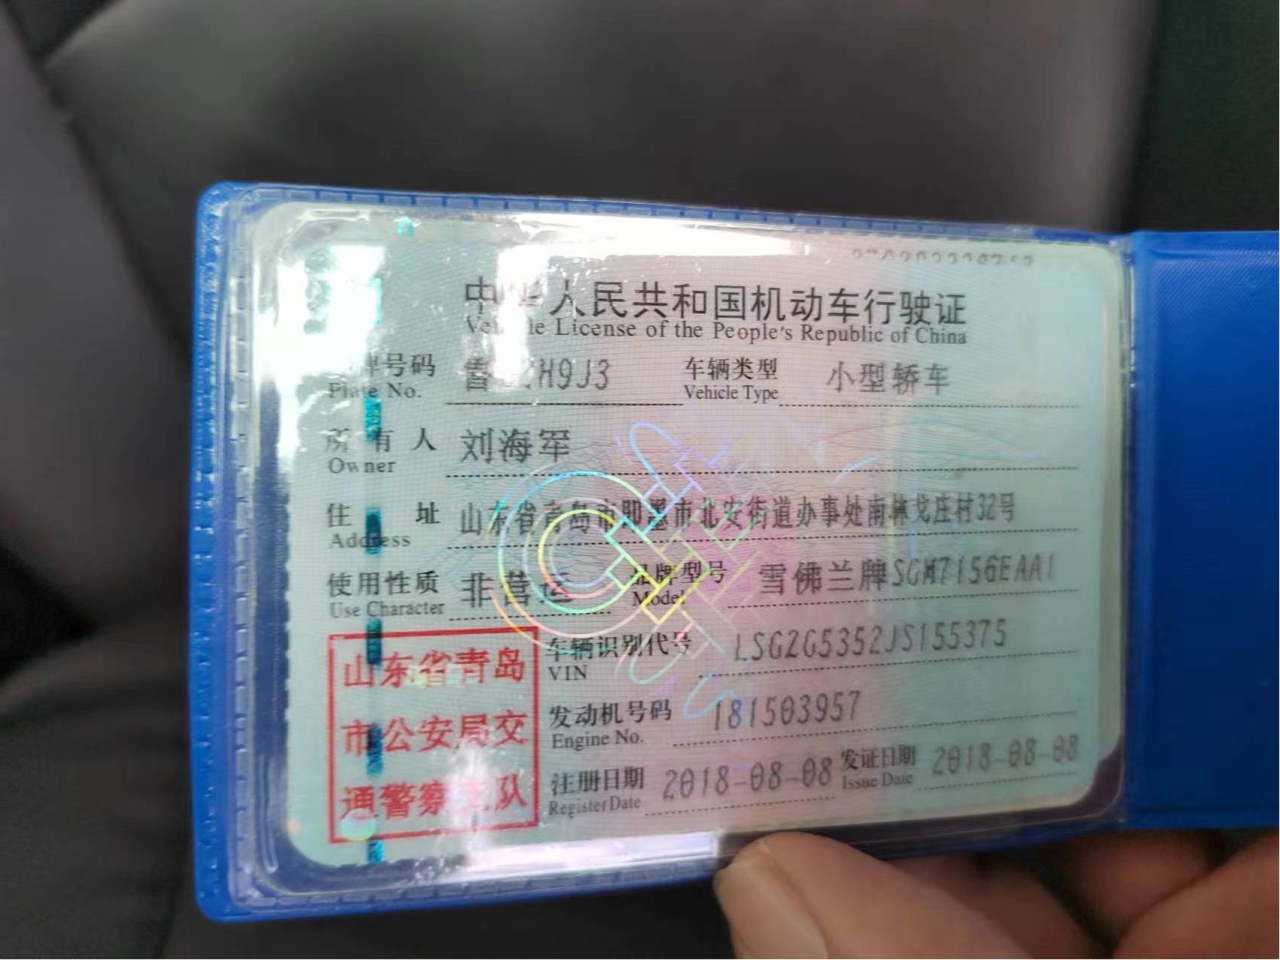 中华人民共和国机动车行驶证
Vehicle License of the People's Republic of China
号码 H9J3 车辆类型 小型轿车
Plate No. Vehicle Type
所有人 刘海军
Owner
住址 山东省青岛市即墨市北安街道办事处南林戈庄村32号
Address
使用性质 非营运 品牌型号 雪佛兰牌SGM7156EAA1
Use Character Model
车辆识别代号 LSGZG5352JS155375
VIN
发动机号码 181503957
Engine No.
注册日期 2018-08-08 发证日期 2018-08-08
Register Date Issue Date
山东省青岛
市公安局交
通警察支队